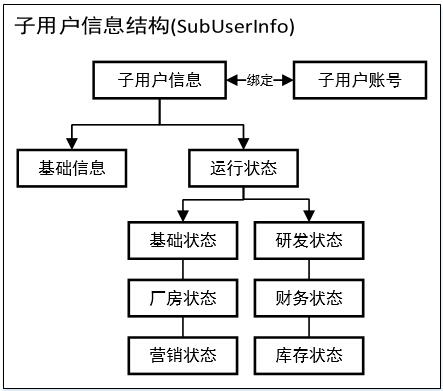 子用户信息结构(SubUserInfo)
子用户信息
绑定
子用户账号
基础信息
运行状态
基础状态
研发状态
厂房状态
财务状态
营销状态
库存状态